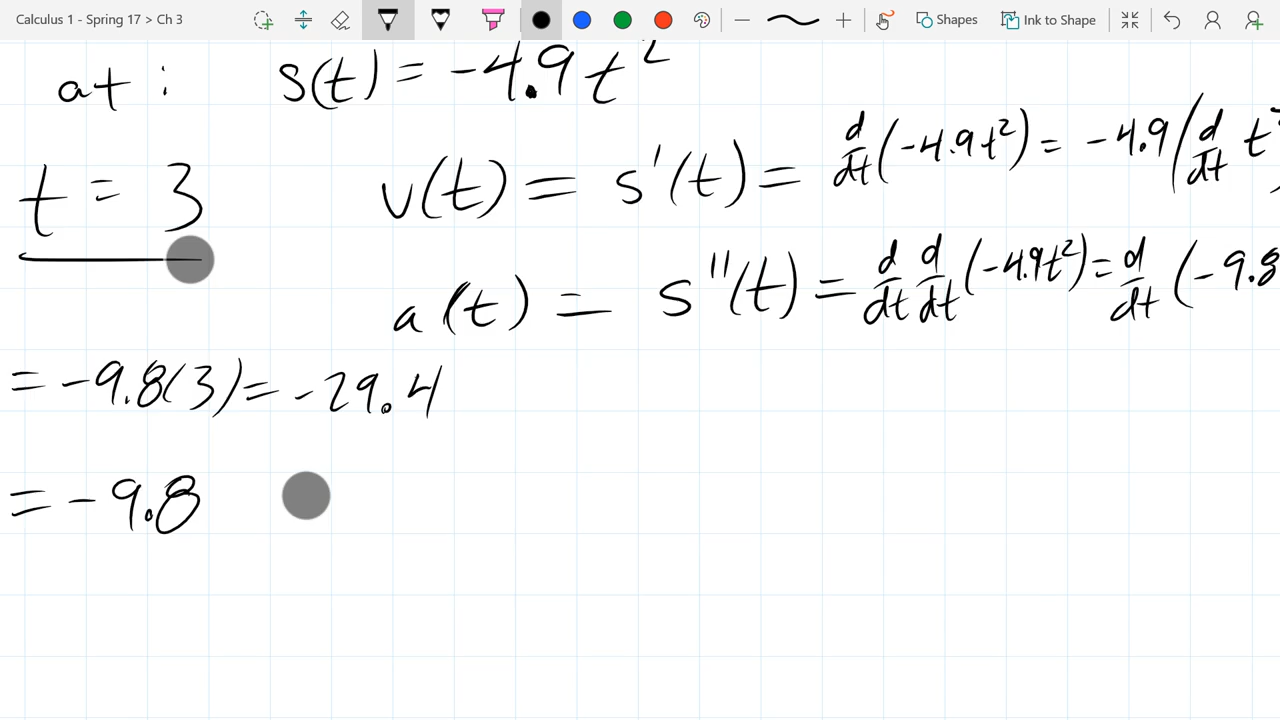 Calculus 1 - Spring 17 > Ch 3
Shapes
Ink to Shape
at : s(t) = -4.9t²
t = 3
v(t) = s'(t) = d/dt(-4.9t²) = -4.9(d/dt t²
a(t) = s''(t) = d/dt d/dt(-4.9t²) = d/dt(-9.8
= -9.8(3) = -29.4
= -9.8